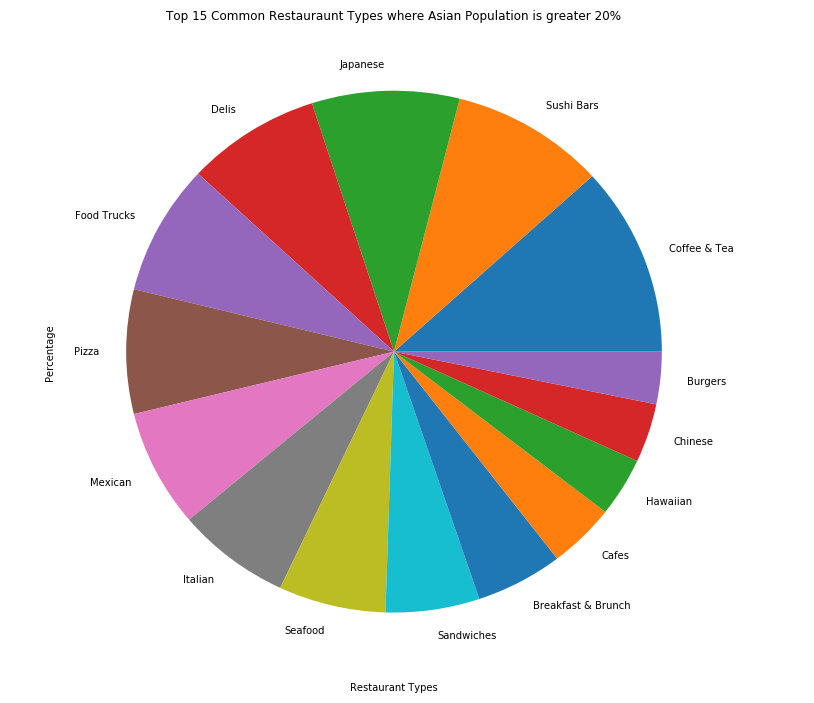 Top 15 Common Restauraunt Types where Asian Population is greater 20%
Japanese
Sushi Bars
Delis
Food Trucks
Coffee & Tea
Percentage
Pizza
Burgers
Chinese
Mexican
Hawaiian
Cafes
Italian
Breakfast & Brunch
Seafood
Sandwiches
Restaurant Types